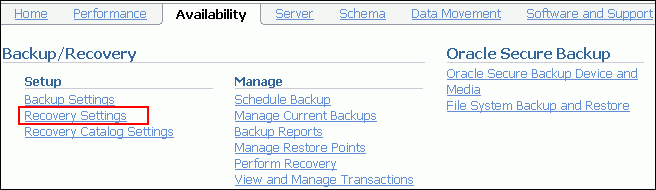 Home Performance Availability Server Schema Data Movement Software and Support
Backup/Recovery
Setup
Backup Settings
Recovery Settings
Recovery Catalog Settings
Manage
Schedule Backup
Manage Current Backups
Backup Reports
Manage Restore Points
Perform Recovery
View and Manage Transactions
Oracle Secure Backup
Oracle Secure Backup Device and
Media
File System Backup and Restore